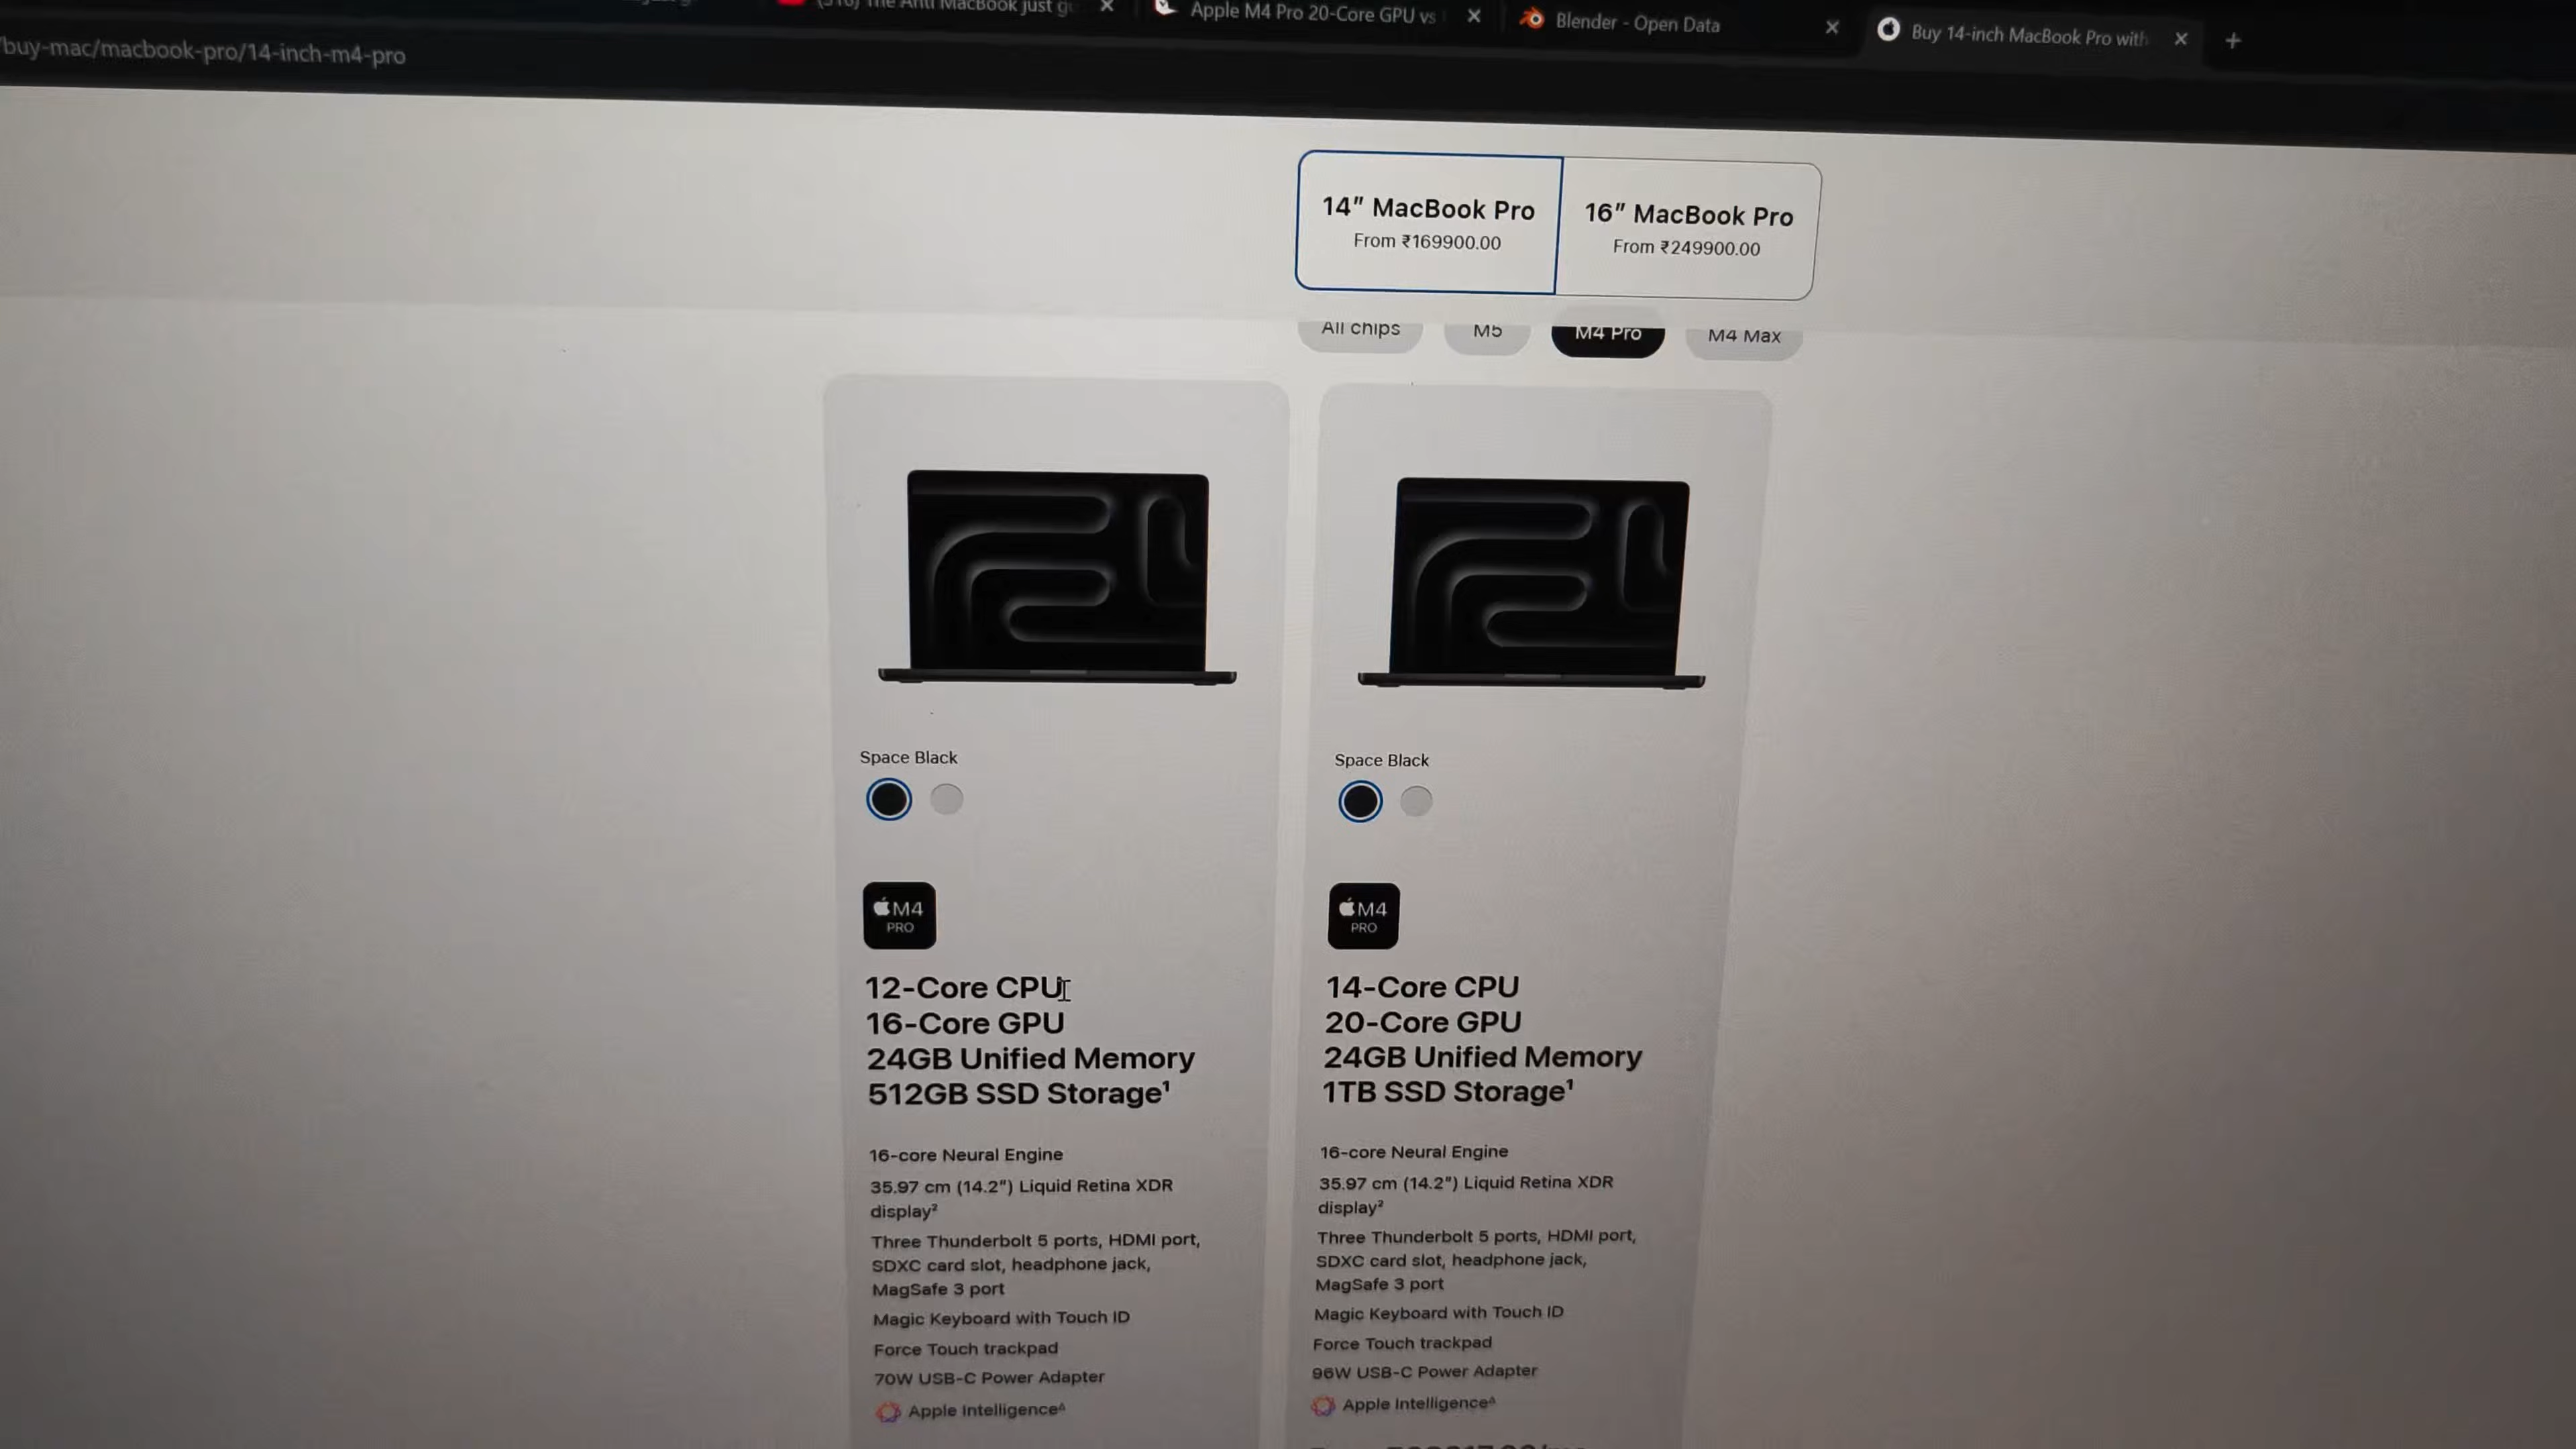 The Anti MacBook just
Apple M4 Pro 20-Core GPU vs
Blender - Open Data
Buy 14-inch MacBook Pro with
/buy-mac/macbook-pro/14-inch-m4-pro
14" MacBook Pro
From ₹169900.00
16" MacBook Pro
From ₹249900.00
All chips
M5
M4 Pro
M4 Max
Space Black
M4
PRO
12-Core CPU
16-Core GPU
24GB Unified Memory
512GB SSD Storage¹
16-core Neural Engine
35.97 cm (14.2") Liquid Retina XDR
display²
Three Thunderbolt 5 ports, HDMI port,
SDXC card slot, headphone jack,
MagSafe 3 port
Magic Keyboard with Touch ID
Force Touch trackpad
70W USB-C Power Adapter
Apple Intelligence∆
Space Black
M4
PRO
14-Core CPU
20-Core GPU
24GB Unified Memory
1TB SSD Storage¹
16-core Neural Engine
35.97 cm (14.2") Liquid Retina XDR
display²
Three Thunderbolt 5 ports, HDMI port,
SDXC card slot, headphone jack,
MagSafe 3 port
Magic Keyboard with Touch ID
Force Touch trackpad
96W USB-C Power Adapter
Apple Intelligence∆